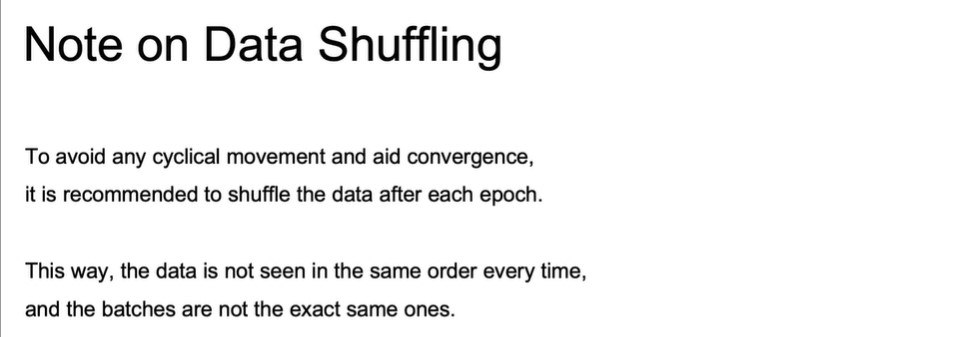 Note on Data Shuffling
To avoid any cyclical movement and aid convergence,
it is recommended to shuffle the data after each epoch.
This way, the data is not seen in the same order every time,
and the batches are not the exact same ones.